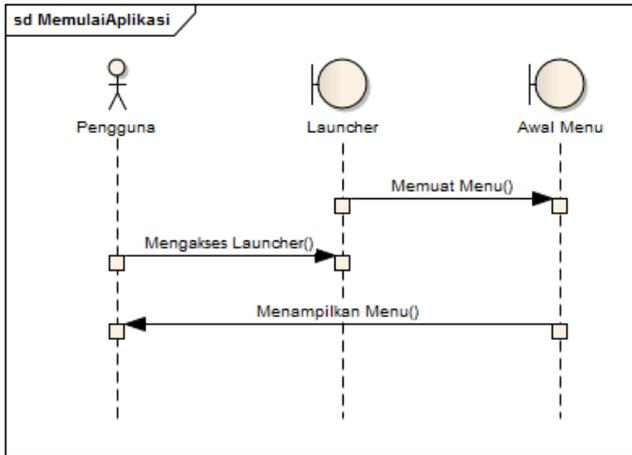 sd MemulaiAplikasi
Pengguna
Launcher
Awal Menu
Memuat Menu()
Mengakses Launcher()
Menampilkan Menu()